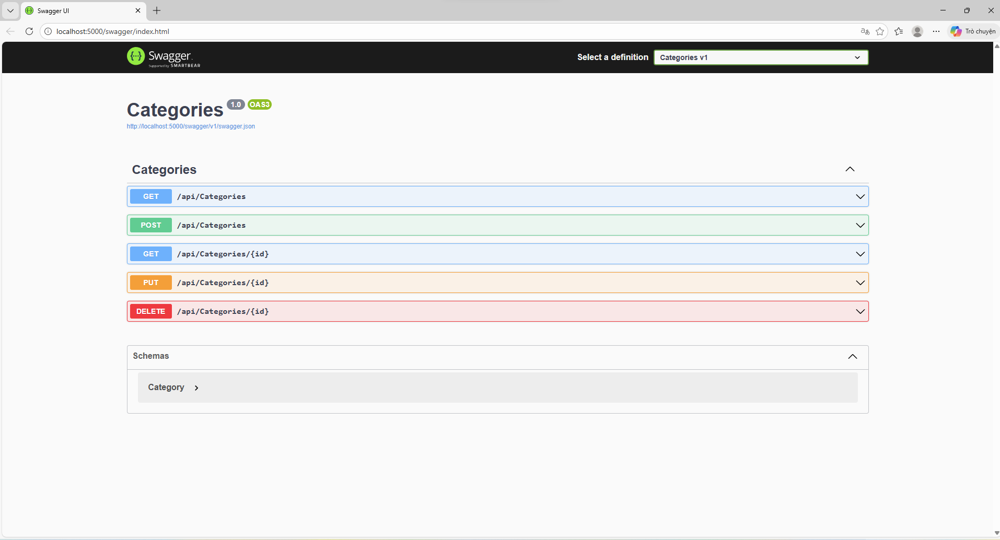 Swagger UI
localhost:5000/swagger/index.html
Trò chuyện
Swagger
Supported by SMARTBEAR
Select a definition
Categories v1
Categories 1.0 OAS3
http://localhost:5000/swagger/v1/swagger.json
Categories
GET /api/Categories
POST /api/Categories
GET /api/Categories/{id}
PUT /api/Categories/{id}
DELETE /api/Categories/{id}
Schemas
Category